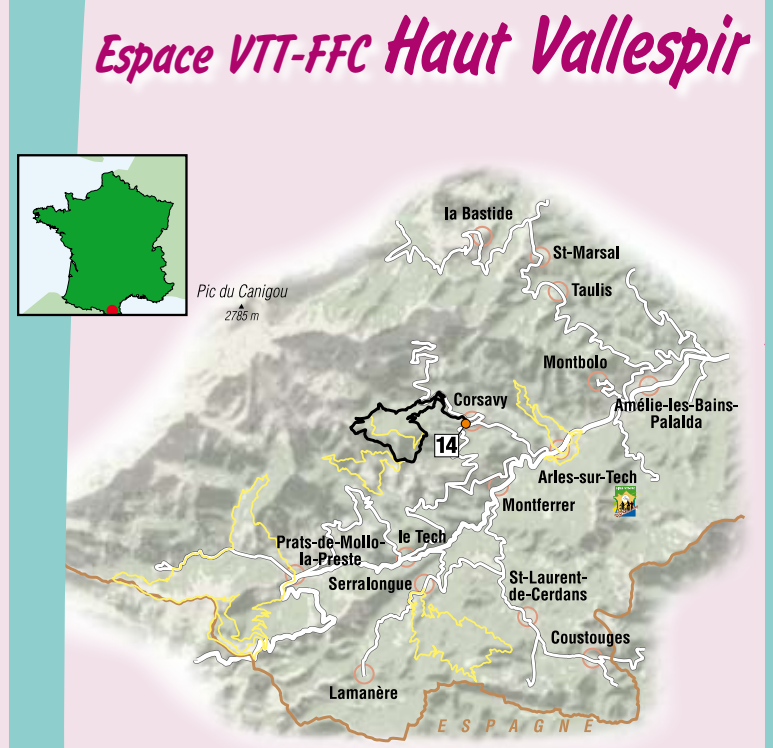 Espace VTT-FFC Haut Vallespir
la Bastide
St-Marsal
Pic du Canigou
2785 m
Taulis
Montbolo
Corsavy
Amélie-les-Bains-
Palalda
14
Arles-sur-Tech
Montferrer
Prats-de-Mollo-
la-Preste
le Tech
Serralongue
St-Laurent-
de-Cerdans
Coustouges
Lamanère
ESPAGNE